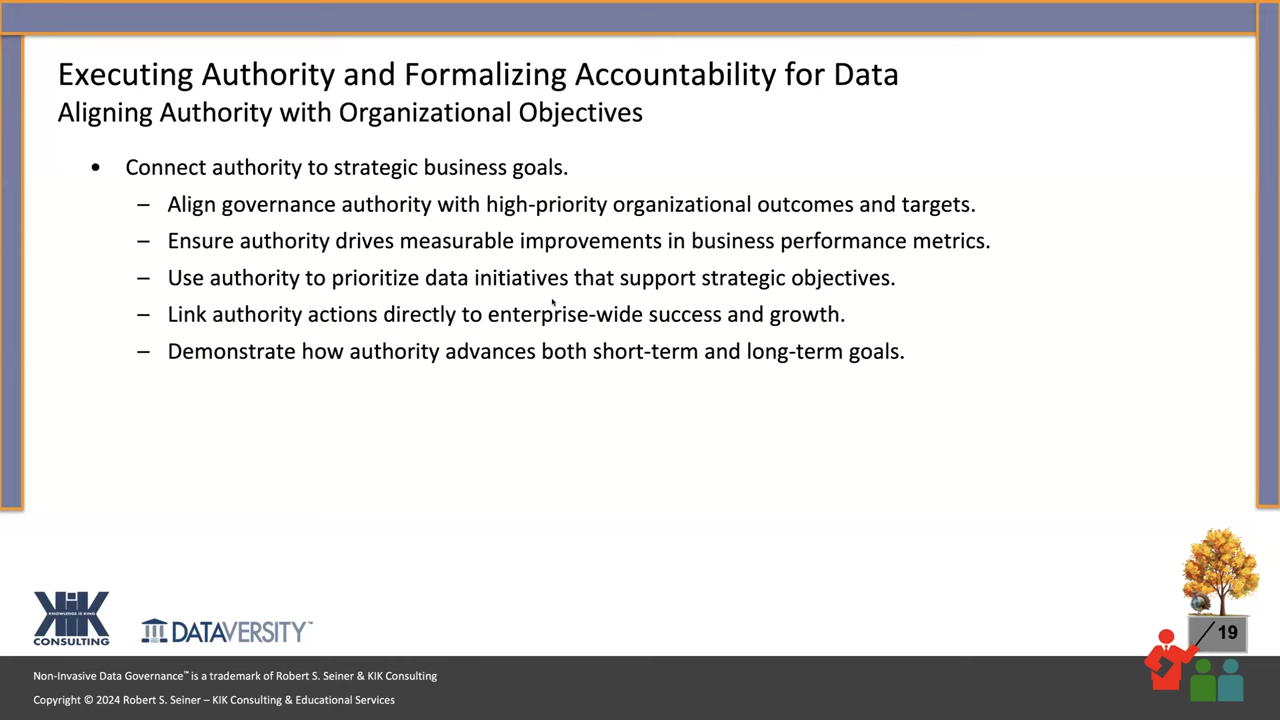 Executing Authority and Formalizing Accountability for Data
Aligning Authority with Organizational Objectives
• Connect authority to strategic business goals.
– Align governance authority with high-priority organizational outcomes and targets.
– Ensure authority drives measurable improvements in business performance metrics.
– Use authority to prioritize data initiatives that support strategic objectives.
– Link authority actions directly to enterprise-wide success and growth.
– Demonstrate how authority advances both short-term and long-term goals.
KIK
KNOWLEDGE IS KING
CONSULTING
DATAVERSITY™
19
Non-Invasive Data Governance™ is a trademark of Robert S. Seiner & KIK Consulting
Copyright © 2024 Robert S. Seiner – KIK Consulting & Educational Services